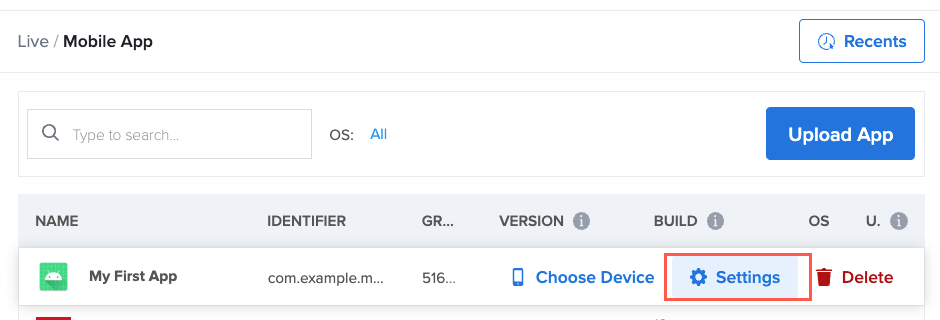 Live / Mobile App
Recents
Type to search...
OS: All
Upload App
NAME IDENTIFIER GR... VERSION BUILD OS U.
My First App com.example.m... 516... Choose Device Settings Delete